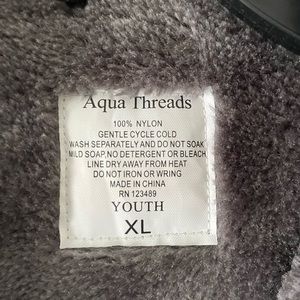 Aqua Threads
100% NYLON
GENTLE CYCLE COLD
WASH SEPARATELY AND DO NOT SOAK
MILD SOAP,NO DETERGENT OR BLEACH
LINE DRY AWAY FROM HEAT
DO NOT IRON OR WRING
MADE IN CHINA
RN 123489
YOUTH
XL